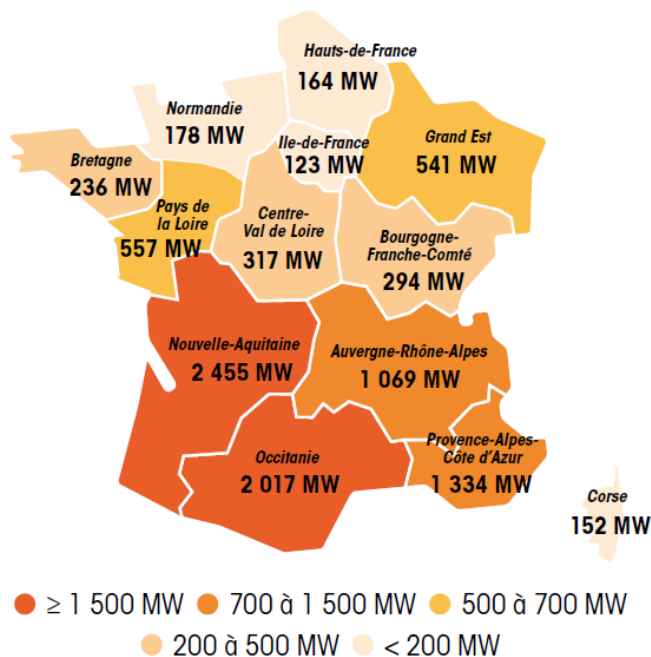 Hauts-de-France
164 MW
Normandie
178 MW
Ile-de-France
123 MW
Grand Est
541 MW
Bretagne
236 MW
Pays de
la Loire
557 MW
Centre-
Val de Loire
317 MW
Bourgogne-
Franche-Comté
294 MW
Nouvelle-Aquitaine
2 455 MW
Auvergne-Rhône-Alpes
1 069 MW
Occitanie
2 017 MW
Provence-Alpes-
Côte d'Azur
1 334 MW
Corse
152 MW
≥ 1 500 MW 700 à 1 500 MW 500 à 700 MW
200 à 500 MW < 200 MW